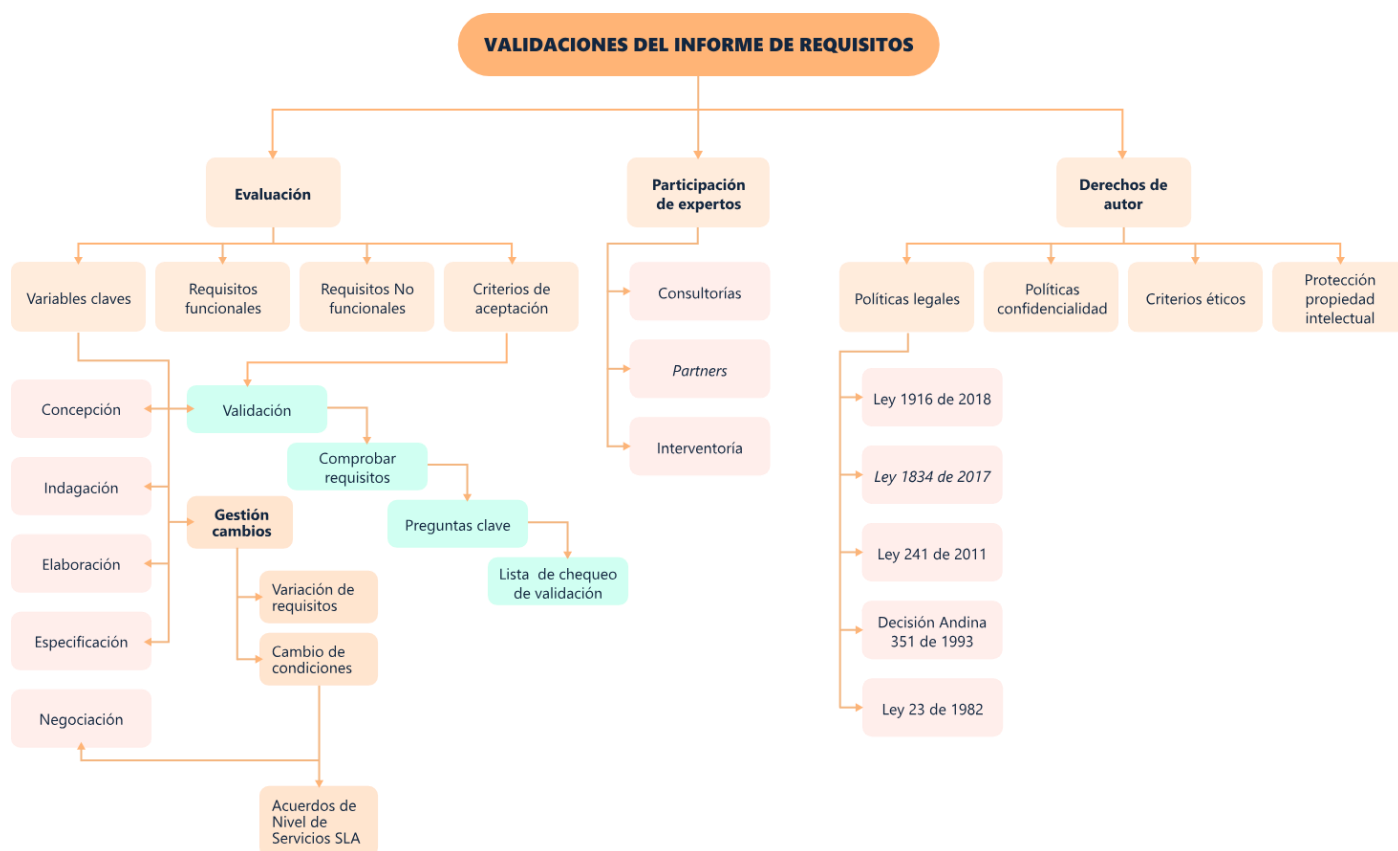 VALIDACIONES DEL INFORME DE REQUISITOS
Evaluación
Participación
de expertos
Derechos de
autor
Variables claves
Requisitos
funcionales
Requisitos No
funcionales
Criterios de
aceptación
Consultorías
Partners
Interventoría
Políticas legales
Políticas
confidencialidad
Criterios éticos
Protección
propiedad
intelectual
Concepción
Indagación
Elaboración
Especificación
Negociación
Validación
Comprobar
requisitos
Preguntas clave
Lista de chequeo
de validación
Gestión
cambios
Variación de
requisitos
Cambio de
condiciones
Acuerdos de
Nivel de
Servicios SLA
Ley 1916 de 2018
Ley 1834 de 2017
Ley 241 de 2011
Decisión Andina
351 de 1993
Ley 23 de 1982